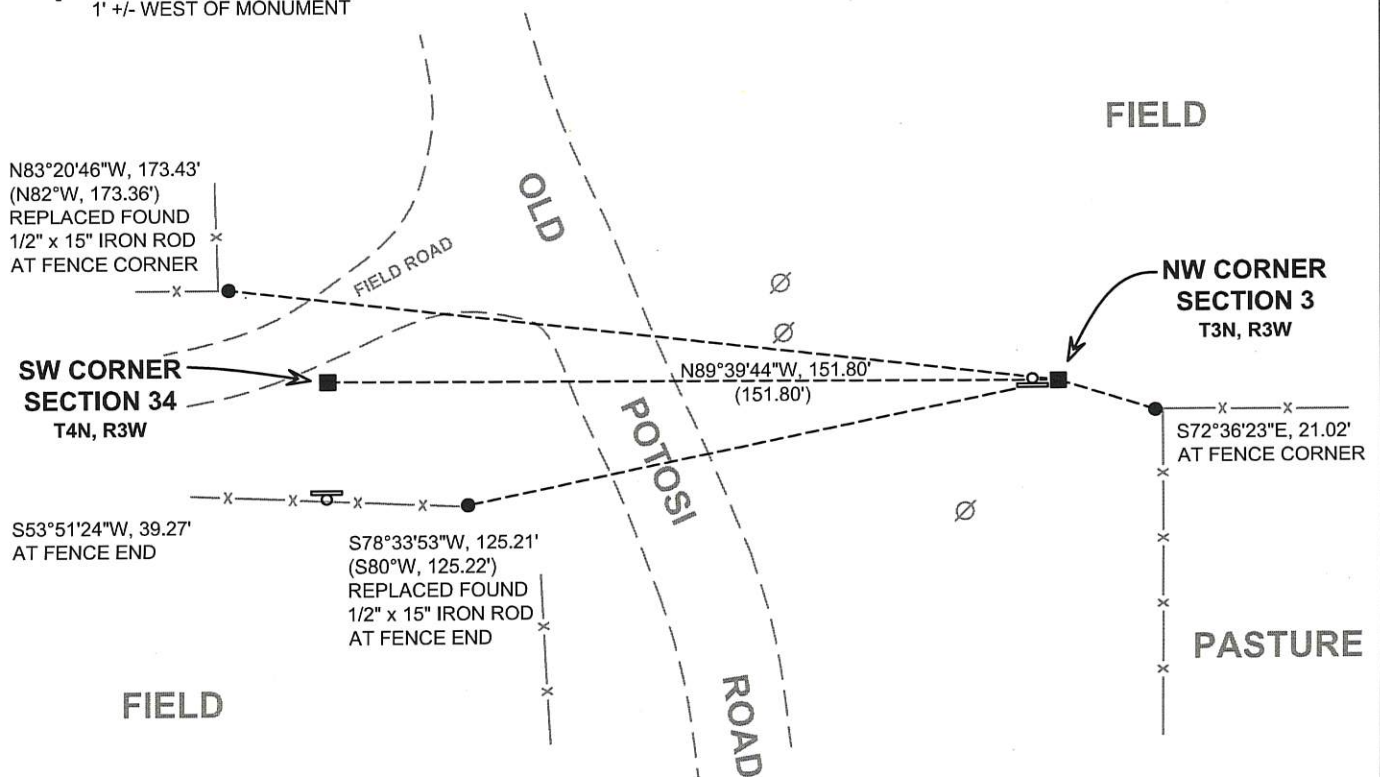 1' +/- WEST OF MONUMENT
FIELD
N83°20'46"W, 173.43'
(N82°W, 173.36')
REPLACED FOUND
1/2" x 15" IRON ROD
AT FENCE CORNER
OLD
FIELD ROAD
NW CORNER
SECTION 3
T3N, R3W
SW CORNER
SECTION 34
T4N, R3W
N89°39'44"W, 151.80'
(151.80')
POTOSI
S72°36'23"E, 21.02'
AT FENCE CORNER
S53°51'24"W, 39.27'
AT FENCE END
S78°33'53"W, 125.21'
(S80°W, 125.22')
REPLACED FOUND
1/2" x 15" IRON ROD
AT FENCE END
PASTURE
FIELD
ROAD